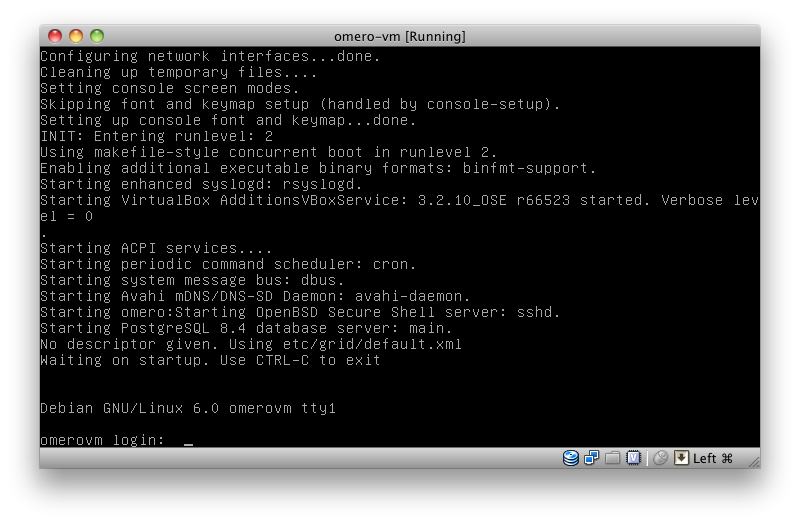 omero-vm [Running]
Configuring network interfaces...done.
Cleaning up temporary files....
Setting console screen modes.
Skipping font and keymap setup (handled by console-setup).
Setting up console font and keymap...done.
INIT: Entering runlevel: 2
Using makefile-style concurrent boot in runlevel 2.
Enabling additional executable binary formats: binfmt-support.
Starting enhanced syslogd: rsyslogd.
Starting VirtualBox AdditionsVBoxService: 3.2.10_OSE r66523 started. Verbose lev
el = 0
.
Starting ACPI services....
Starting periodic command scheduler: cron.
Starting system message bus: dbus.
Starting Avahi mDNS/DNS-SD Daemon: avahi-daemon.
Starting omero:Starting OpenBSD Secure Shell server: sshd.
Starting PostgreSQL 8.4 database server: main.
No descriptor given. Using etc/grid/default.xml
Waiting on startup. Use CTRL-C to exit
Debian GNU/Linux 6.0 omerovm tty1
omerovm login: _
Left ⌘